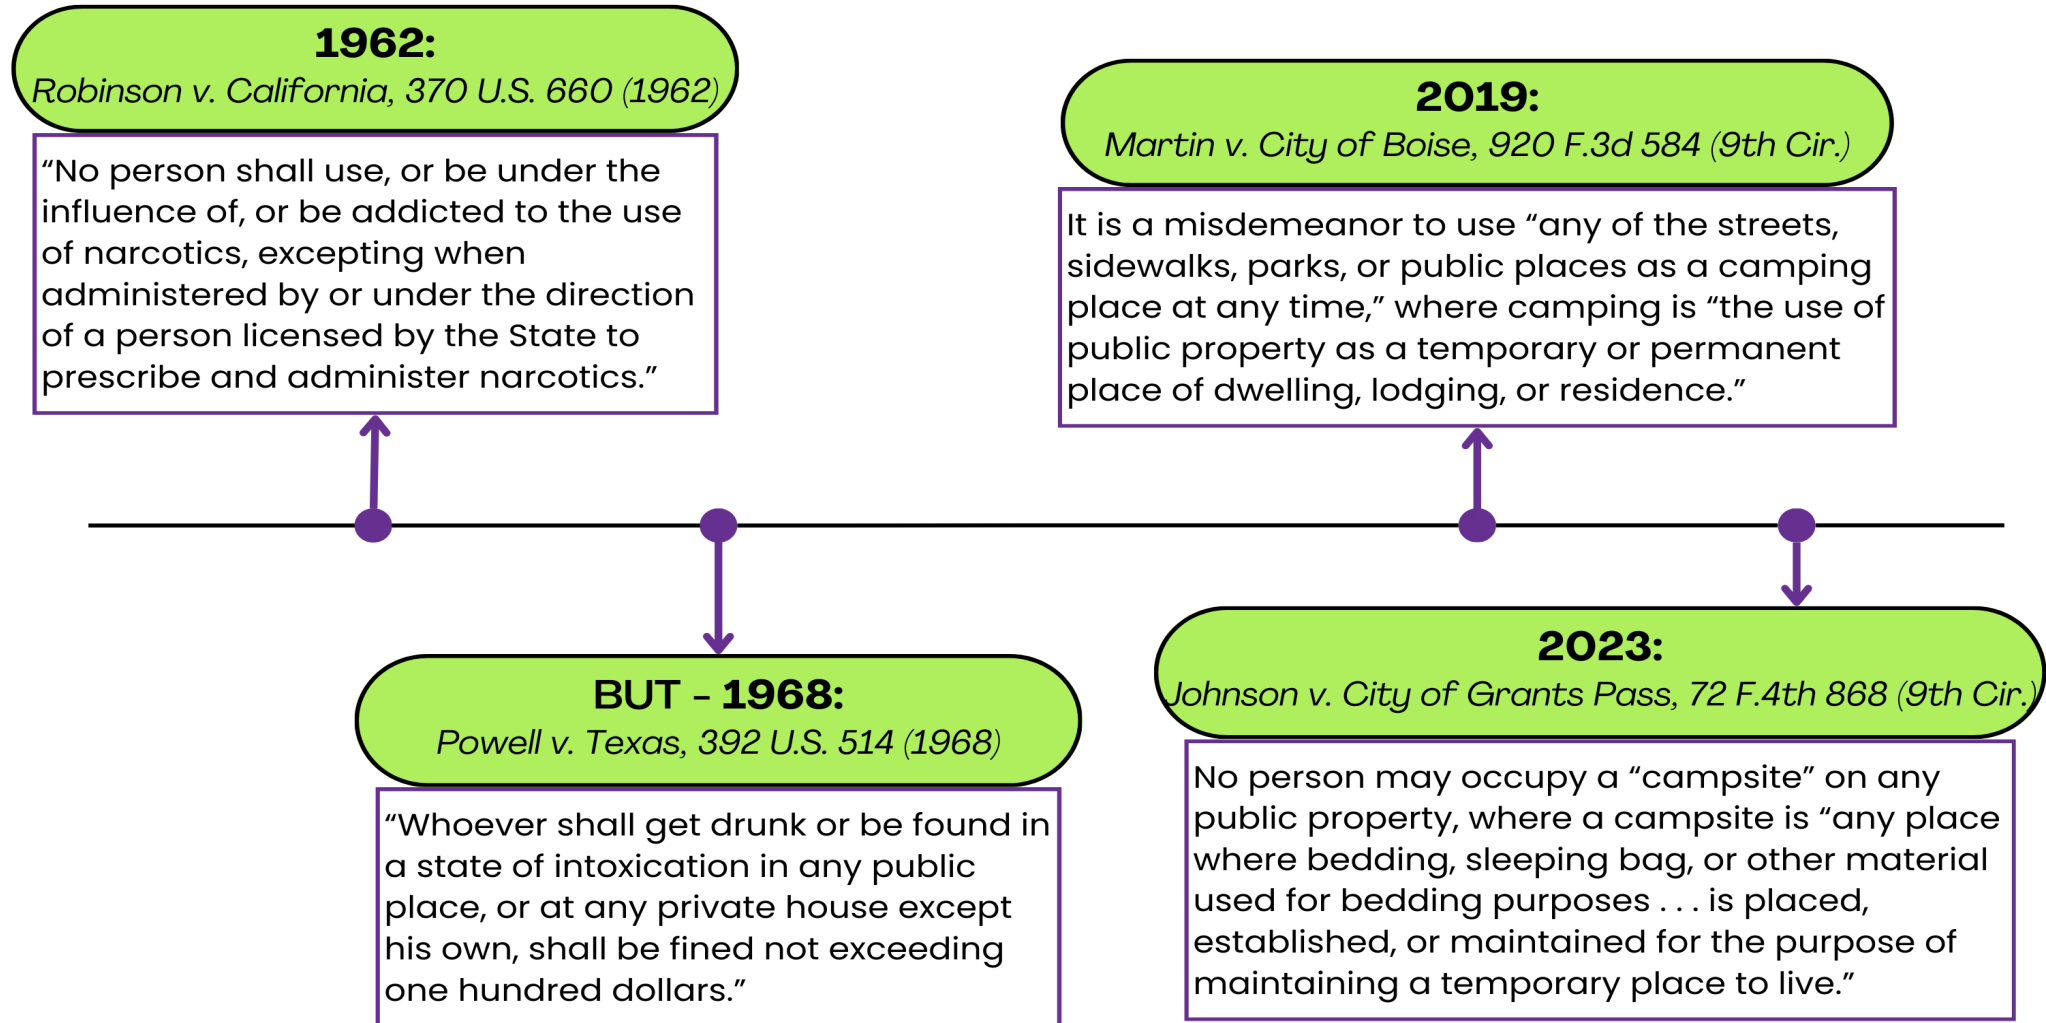 1962:
Robinson v. California, 370 U.S. 660 (1962)
“No person shall use, or be under the
influence of, or be addicted to the use
of narcotics, excepting when
administered by or under the direction
of a person licensed by the State to
prescribe and administer narcotics.”
BUT - 1968:
Powell v. Texas, 392 U.S. 514 (1968)
“Whoever shall get drunk or be found in
a state of intoxication in any public
place, or at any private house except
his own, shall be fined not exceeding
one hundred dollars.”
2019:
Martin v. City of Boise, 920 F.3d 584 (9th Cir.)
It is a misdemeanor to use “any of the streets,
sidewalks, parks, or public places as a camping
place at any time,” where camping is “the use of
public property as a temporary or permanent
place of dwelling, lodging, or residence.”
2023:
Johnson v. City of Grants Pass, 72 F.4th 868 (9th Cir.)
No person may occupy a “campsite” on any
public property, where a campsite is “any place
where bedding, sleeping bag, or other material
used for bedding purposes . . . is placed,
established, or maintained for the purpose of
maintaining a temporary place to live.”